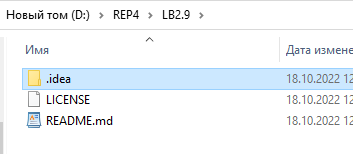 Новый том (D:) › REP4 › LB2.9
Имя
Дата измене
.idea
18.10.2022 12
LICENSE
18.10.2022 12
README.md
18.10.2022 12